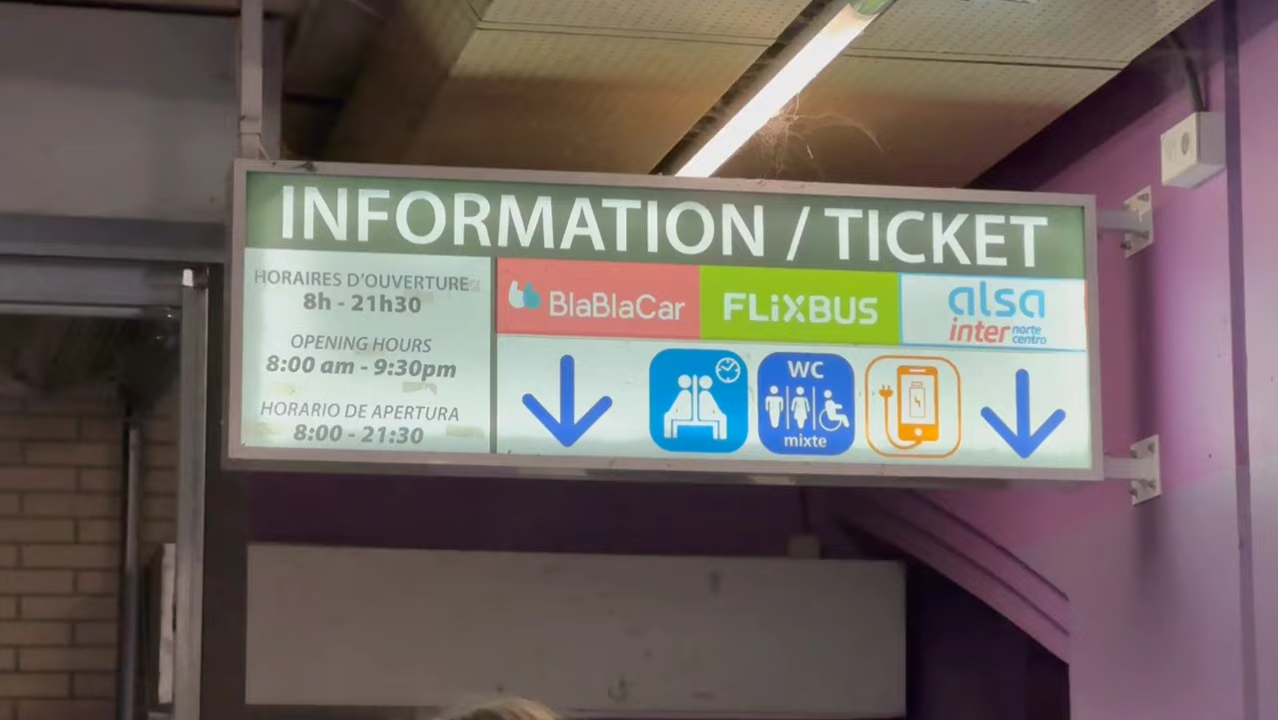 INFORMATION / TICKET
HORAIRES D'OUVERTURE
8h - 21h30
OPENING HOURS
8:00 am - 9:30pm
HORARIO DE APERTURA
8:00 - 21:30
BlaBlaCar
FLiXBUS
alsa
inter norte
centro
WC
mixte